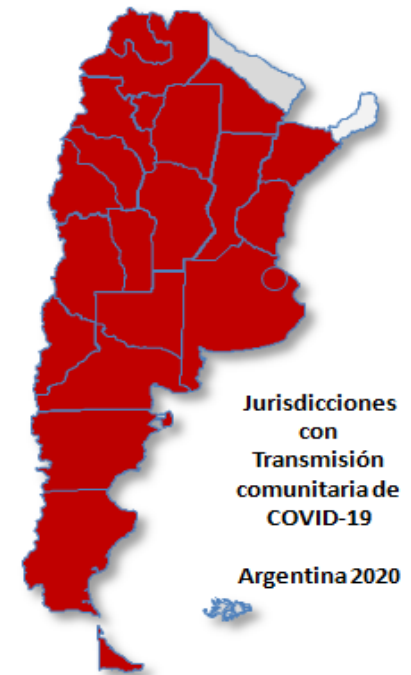 Jurisdicciones
con
Transmisión
comunitaria de
COVID-19
Argentina 2020